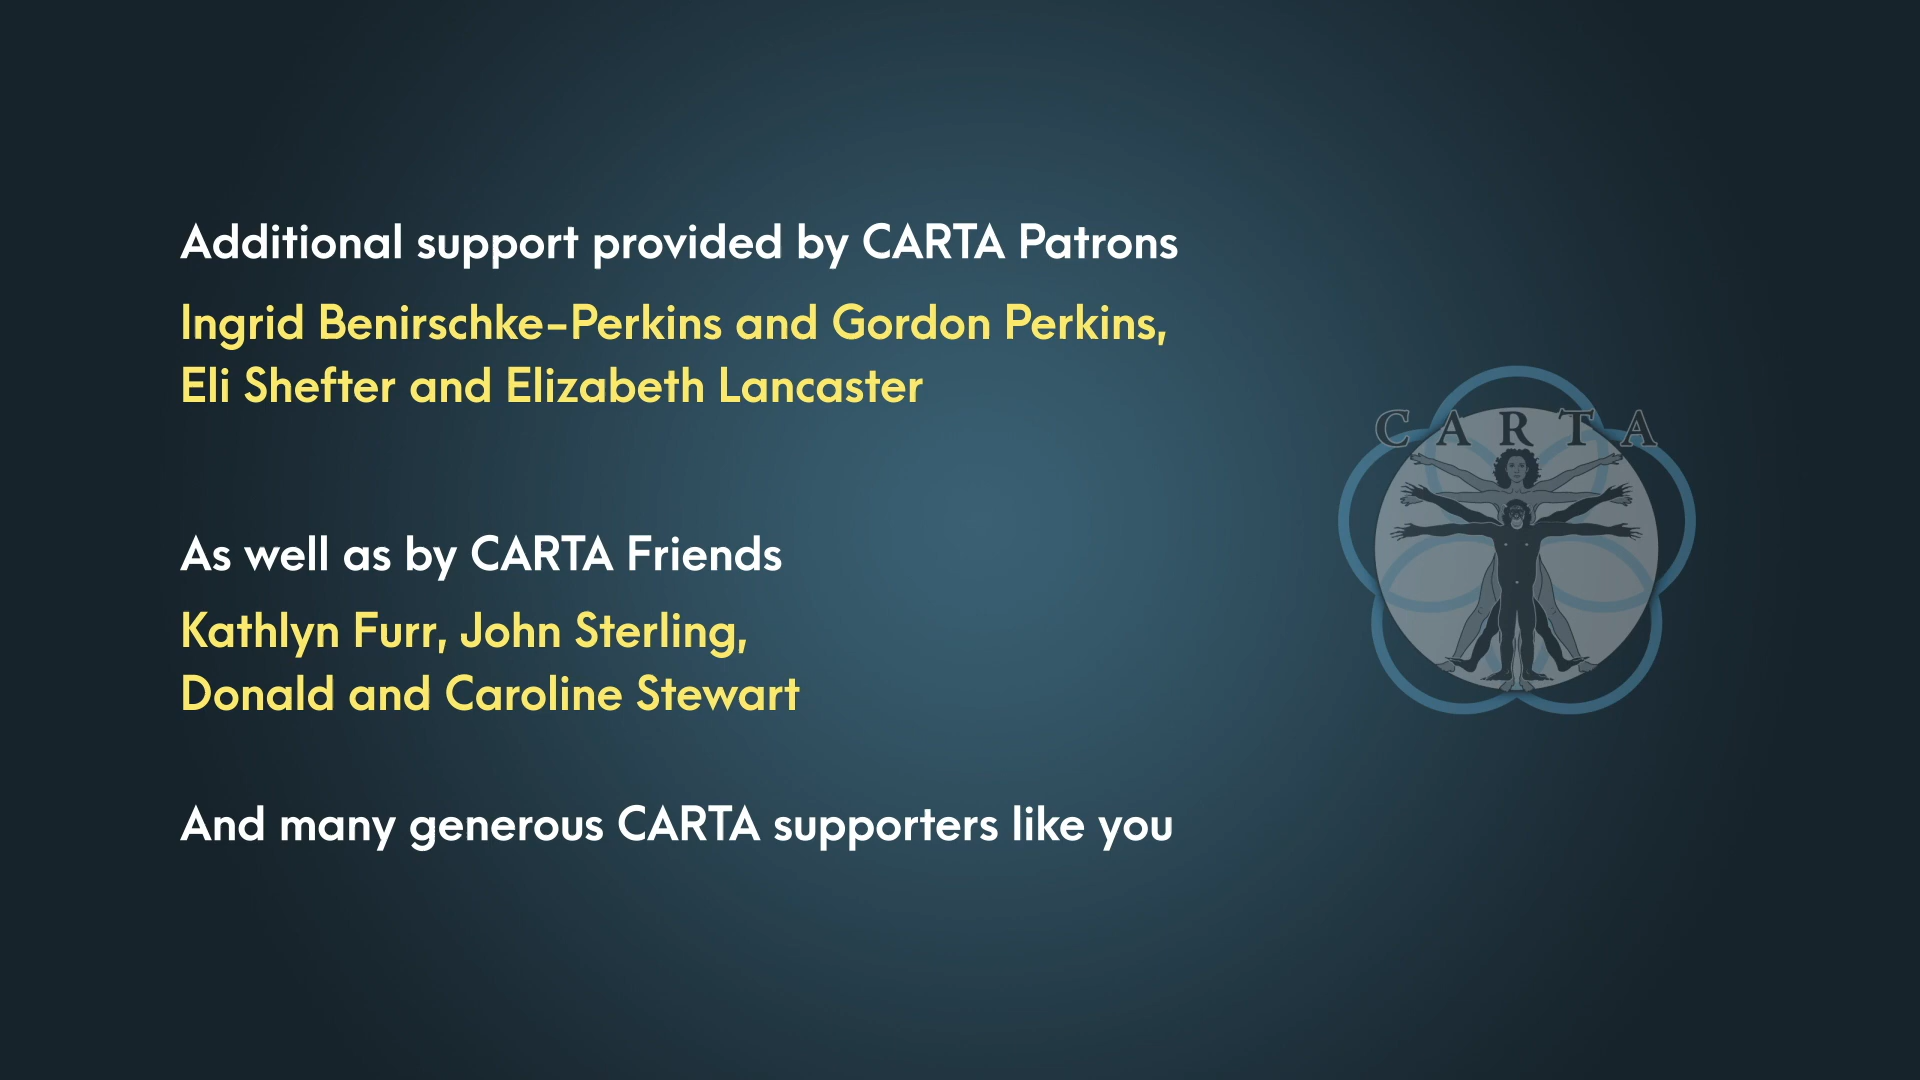 Additional support provided by CARTA Patrons
Ingrid Benirschke-Perkins and Gordon Perkins,
Eli Shefter and Elizabeth Lancaster
As well as by CARTA Friends
Kathlyn Furr, John Sterling,
Donald and Caroline Stewart
And many generous CARTA supporters like you
CARTA